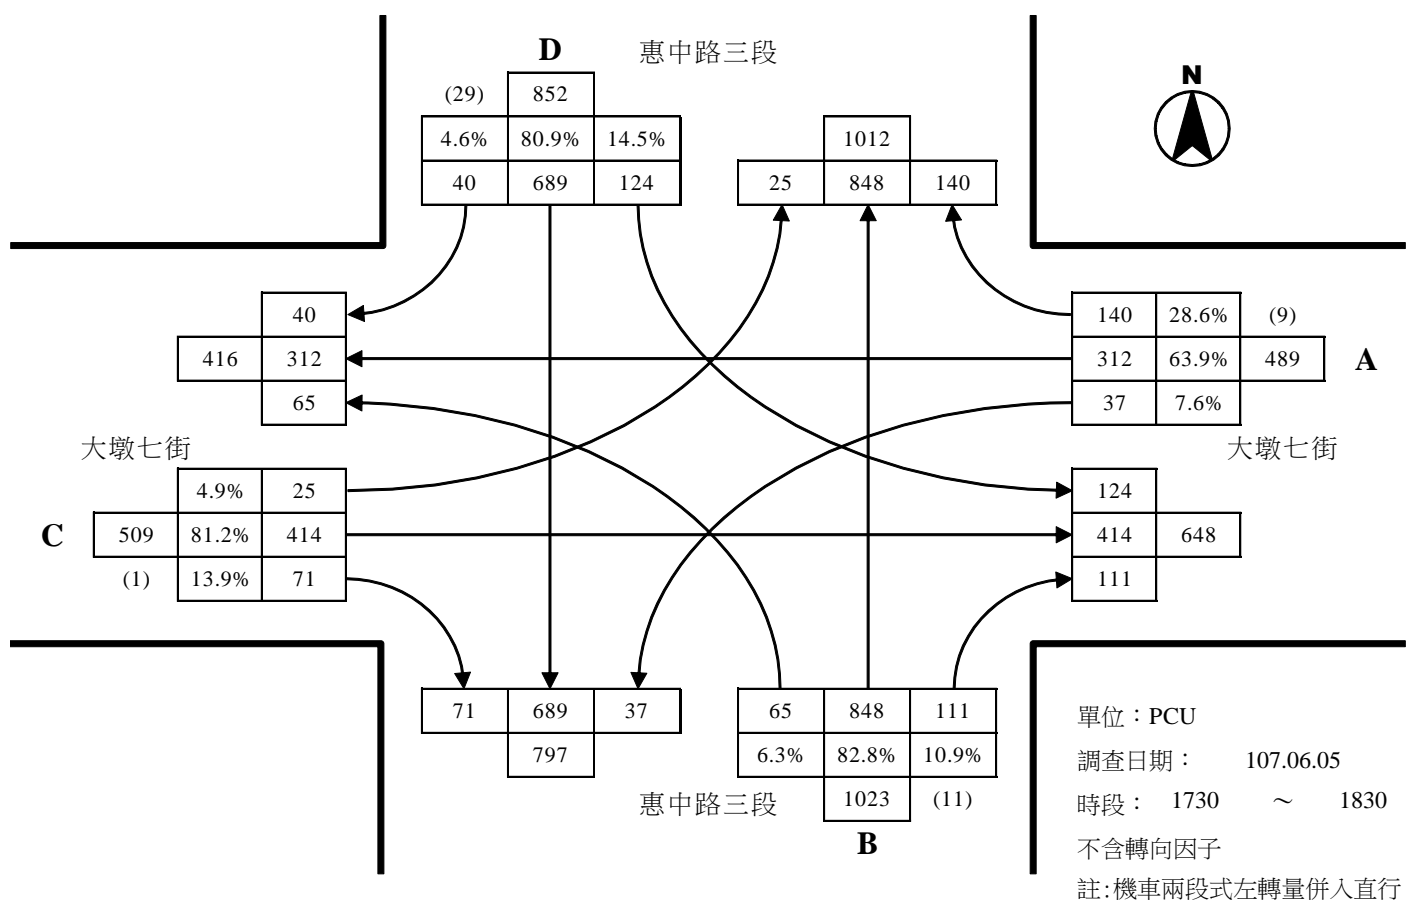 D 惠中路三段
N
(29) 852
4.6% 80.9% 14.5%
40 689 124
1012
25 848 140
40
416 312
65
140 28.6% (9)
312 63.9% 489
37 7.6%
A
大墩七街
大墩七街
4.9% 25
C 509 81.2% 414
(1) 13.9% 71
124
414 648
111
71 689 37
797
65 848 111
6.3% 82.8% 10.9%
1023 (11)
惠中路三段
B
單位：PCU
調查日期： 107.06.05
時段： 1730 ～ 1830
不含轉向因子
註:機車兩段式左轉量併入直行